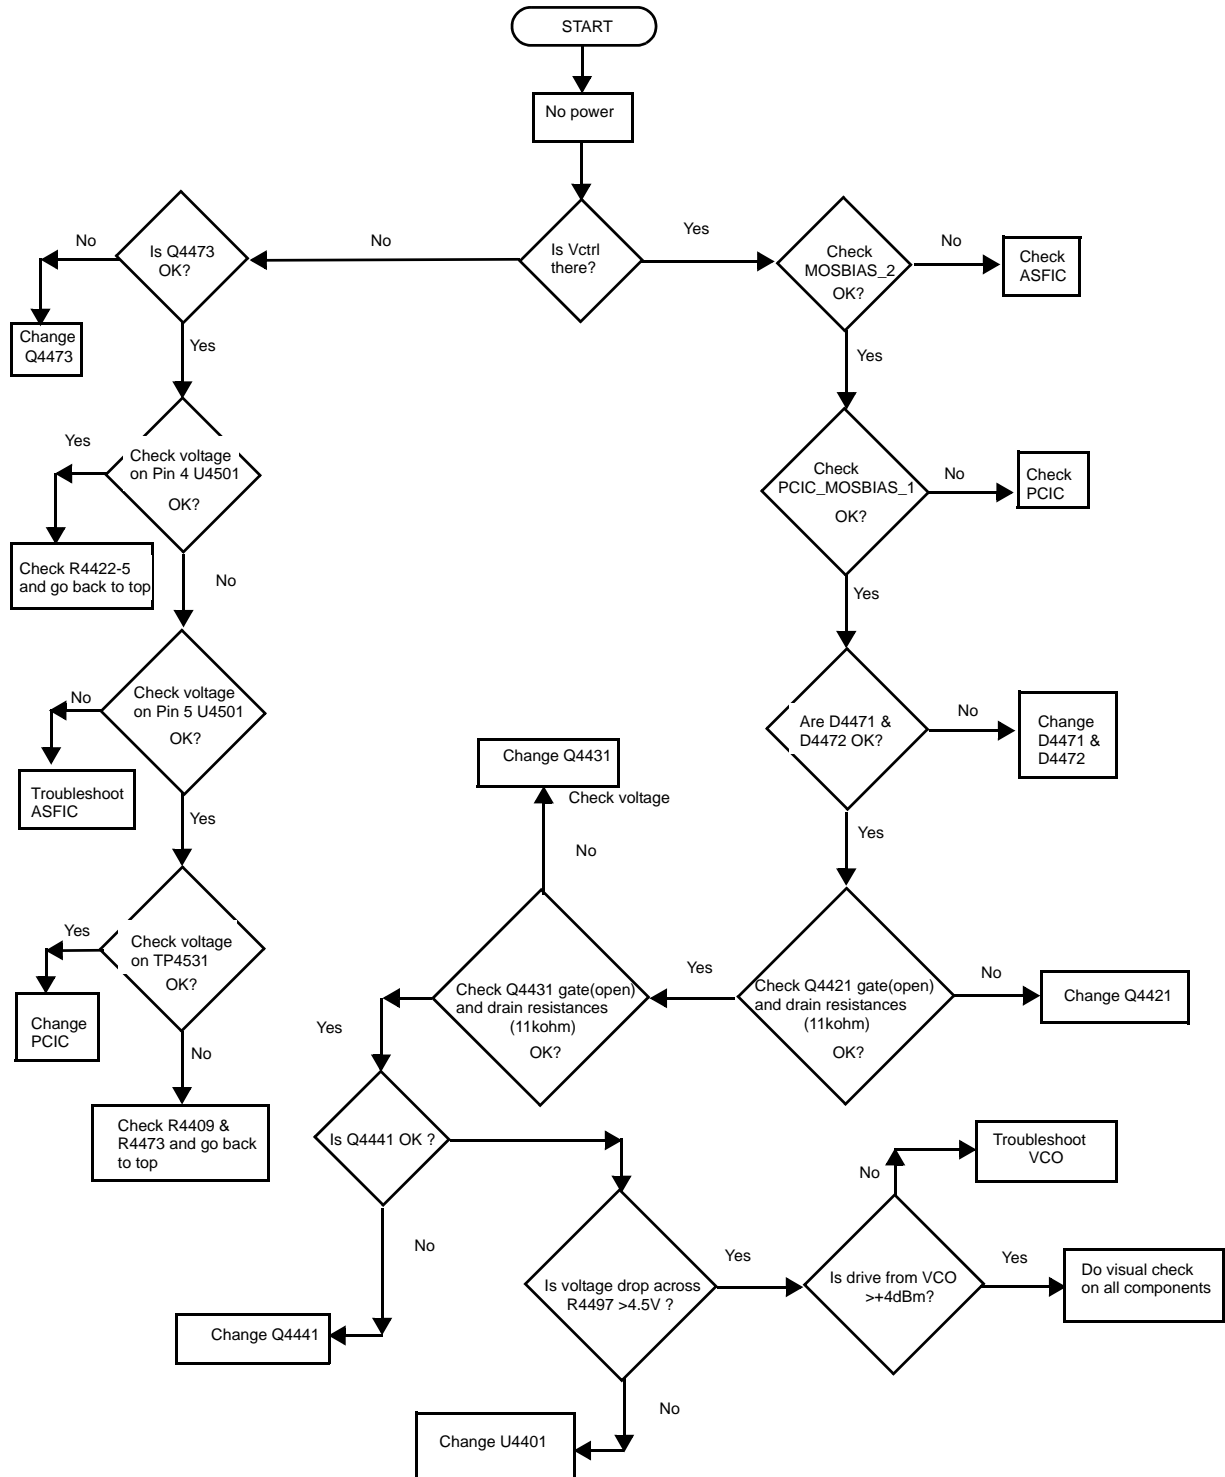 START
No power
Is Vctrl
there?
No
Yes
Is Q4473
OK?
No
Change
Q4473
Yes
Check
MOSBIAS_2
OK?
No
Check
ASFIC
Yes
Check voltage
on Pin 4 U4501
OK?
Yes
Check R4422-5
and go back to top
No
Check
PCIC_MOSBIAS_1
OK?
No
Check
PCIC
Yes
Check voltage
on Pin 5 U4501
OK?
No
Troubleshoot
ASFIC
Yes
Are D4471 &
D4472 OK?
No
Change
D4471 &
D4472
Yes
Change Q4431
Check voltage
No
Check voltage
on TP4531
OK?
Yes
Change
PCIC
No
Check R4409 &
R4473 and go back
to top
Check Q4421 gate(open)
and drain resistances
(11kohm)
OK?
No
Change Q4421
Yes
Check Q4431 gate(open)
and drain resistances
(11kohm)
OK?
Yes
Is Q4441 OK ?
No
Change Q4441
Is voltage drop across
R4497 >4.5V ?
Yes
No
Change U4401
Is drive from VCO
>+4dBm?
No
Troubleshoot
VCO
Yes
Do visual check
on all components